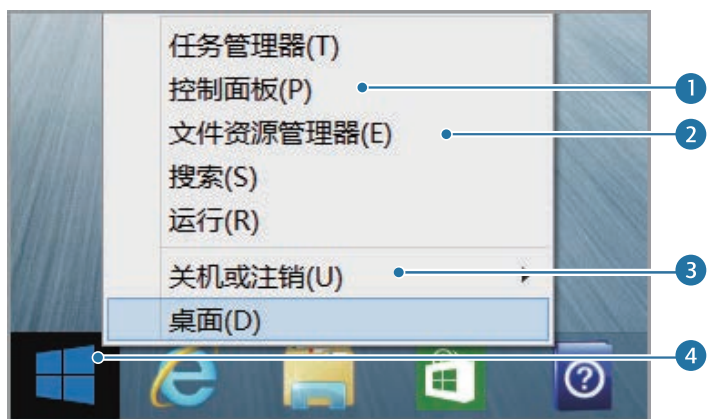 任务管理器(T)
控制面板(P)
1
文件资源管理器(E)
2
搜索(S)
运行(R)
关机或注销(U)
3
桌面(D)
4
?